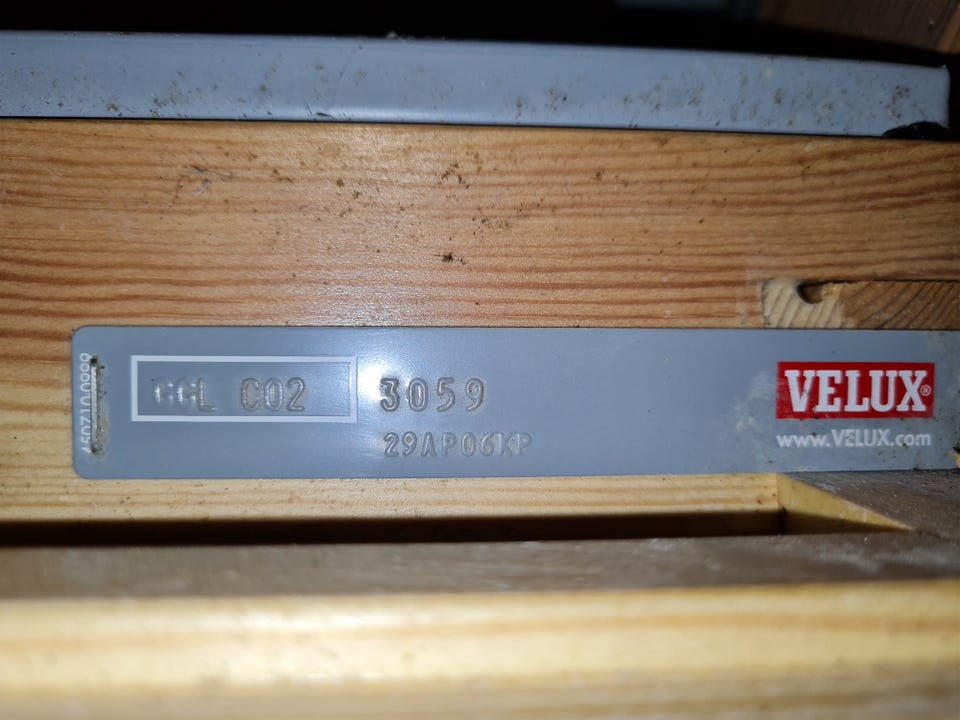 GGL C02 3059
29AP06KP
VELUX®
www.VELUX.com